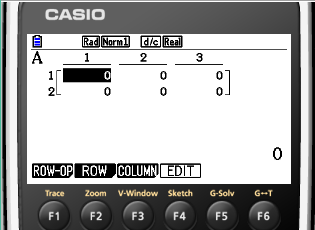 CASIO
Rad Norm1 d/c Real
A 1 2 3
1 0 0 0
2 0 0 0
0
ROW-OP ROW COLUMN EDIT
Trace Zoom V-Window Sketch G-Solv G↔T
F1 F2 F3 F4 F5 F6